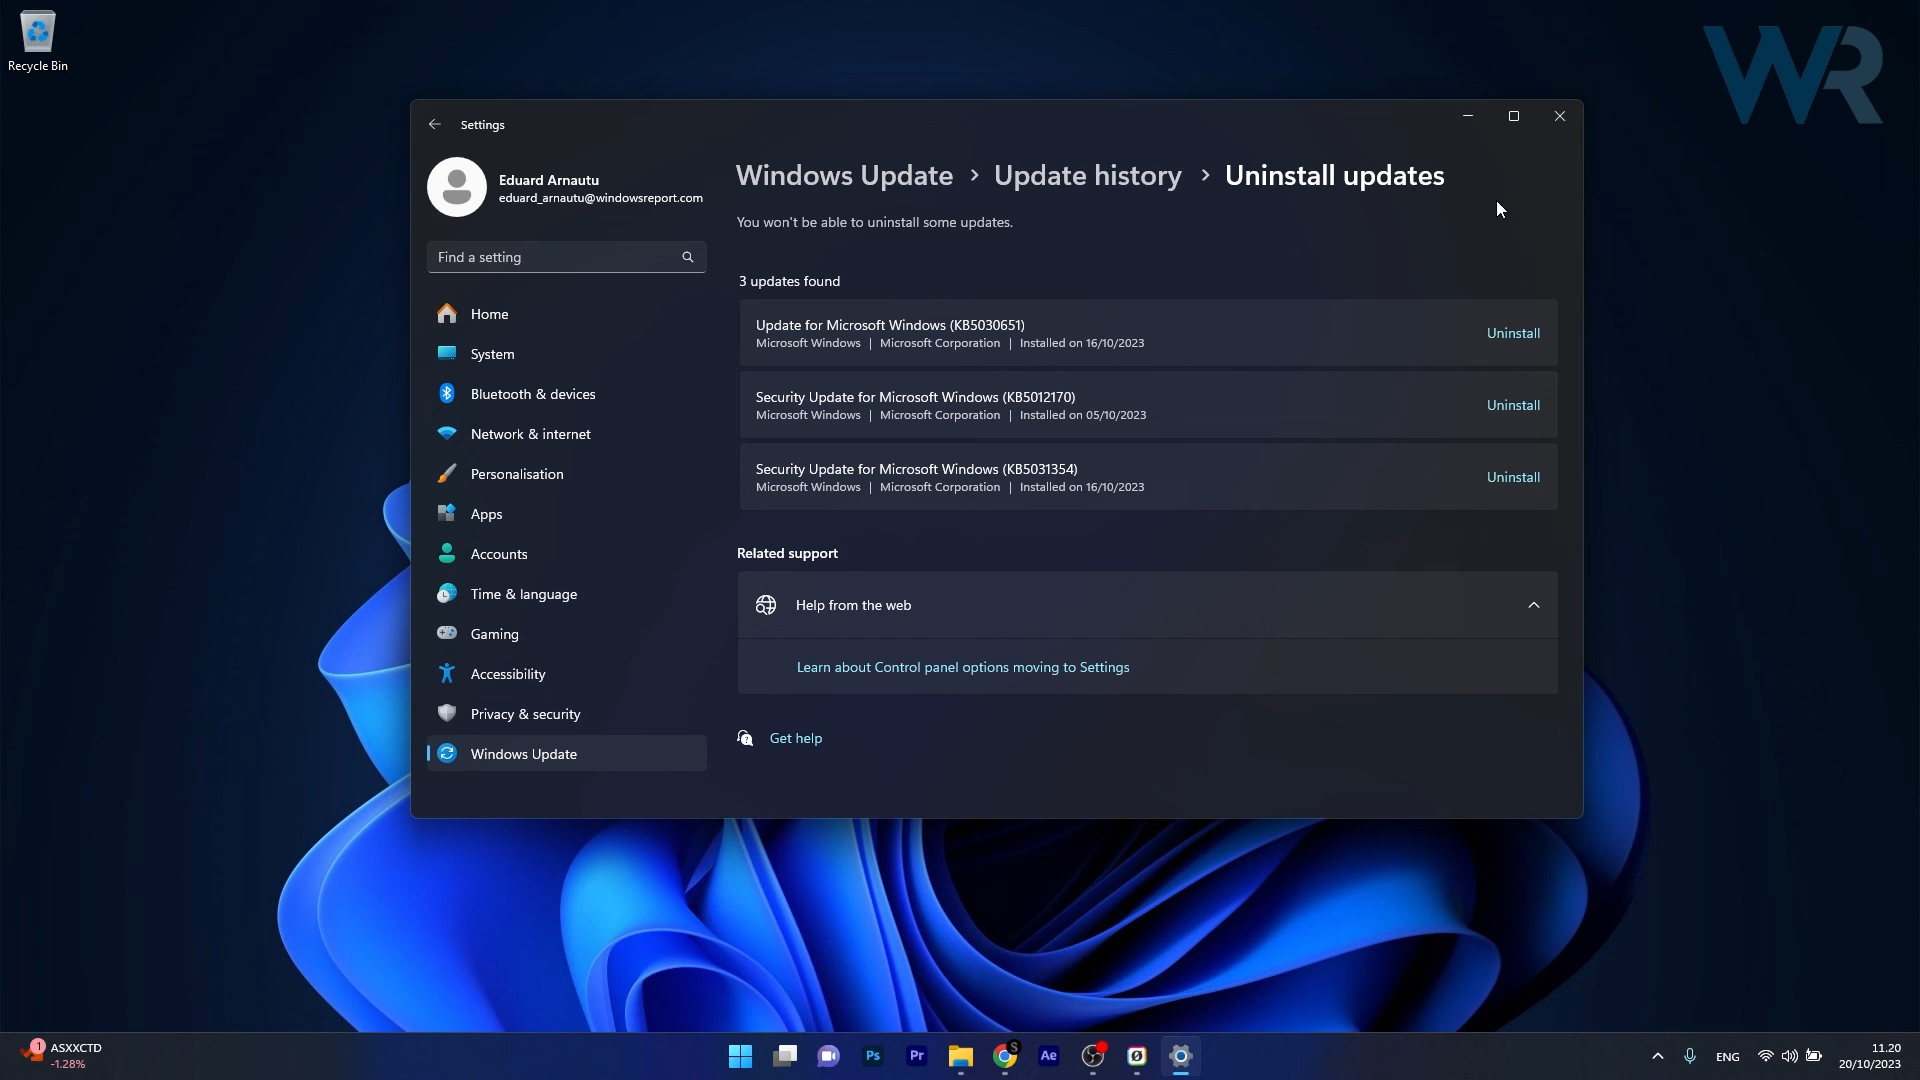 Recycle Bin
WR
Settings
Eduard Arnautu
eduard_arnautu@windowsreport.com
Find a setting
Home
System
Bluetooth & devices
Network & internet
Personalisation
Apps
Accounts
Time & language
Gaming
Accessibility
Privacy & security
Windows Update
Windows Update > Update history > Uninstall updates
You won't be able to uninstall some updates.
3 updates found
Update for Microsoft Windows (KB5030651)
Microsoft Windows | Microsoft Corporation | Installed on 16/10/2023
Uninstall
Security Update for Microsoft Windows (KB5012170)
Microsoft Windows | Microsoft Corporation | Installed on 05/10/2023
Uninstall
Security Update for Microsoft Windows (KB5031354)
Microsoft Windows | Microsoft Corporation | Installed on 16/10/2023
Uninstall
Related support
Help from the web
Learn about Control panel options moving to Settings
Get help
1
ASXXCTD
-1.28%
Ps
Pr
S
Ae
ENG
11.20
20/10/2023